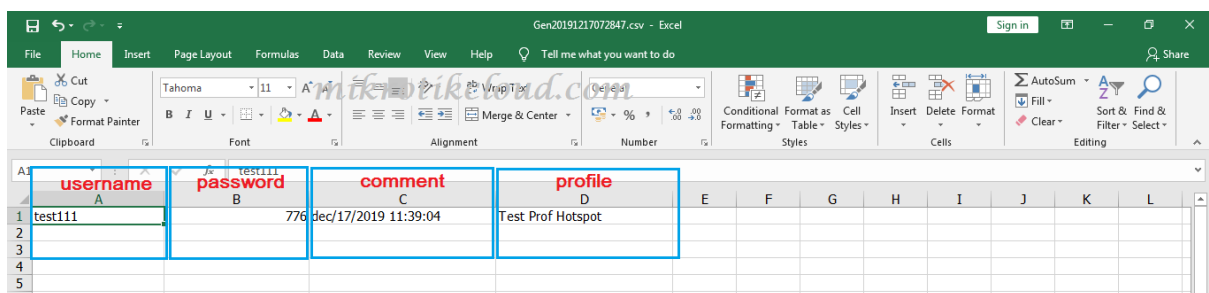 Gen20191217072847.csv - Excel
Sign in
File Home Insert Page Layout Formulas Data Review View Help Tell me what you want to do Share
Cut
Copy
Format Painter
Paste
Clipboard
Tahoma 11
B I U
Font
Wrap Text
Merge & Center
Alignment
General
% ,
Number
Conditional Formatting
Format as Table
Cell Styles
Styles
Insert Delete Format
Cells
AutoSum
Fill
Clear
Sort & Filter
Find & Select
Editing
mikrotikcloud.com
A1 fx test111
username password comment profile
A B C D E F G H I J K L
1 test111 776 dec/17/2019 11:39:04 Test Prof Hotspot
2
3
4
5